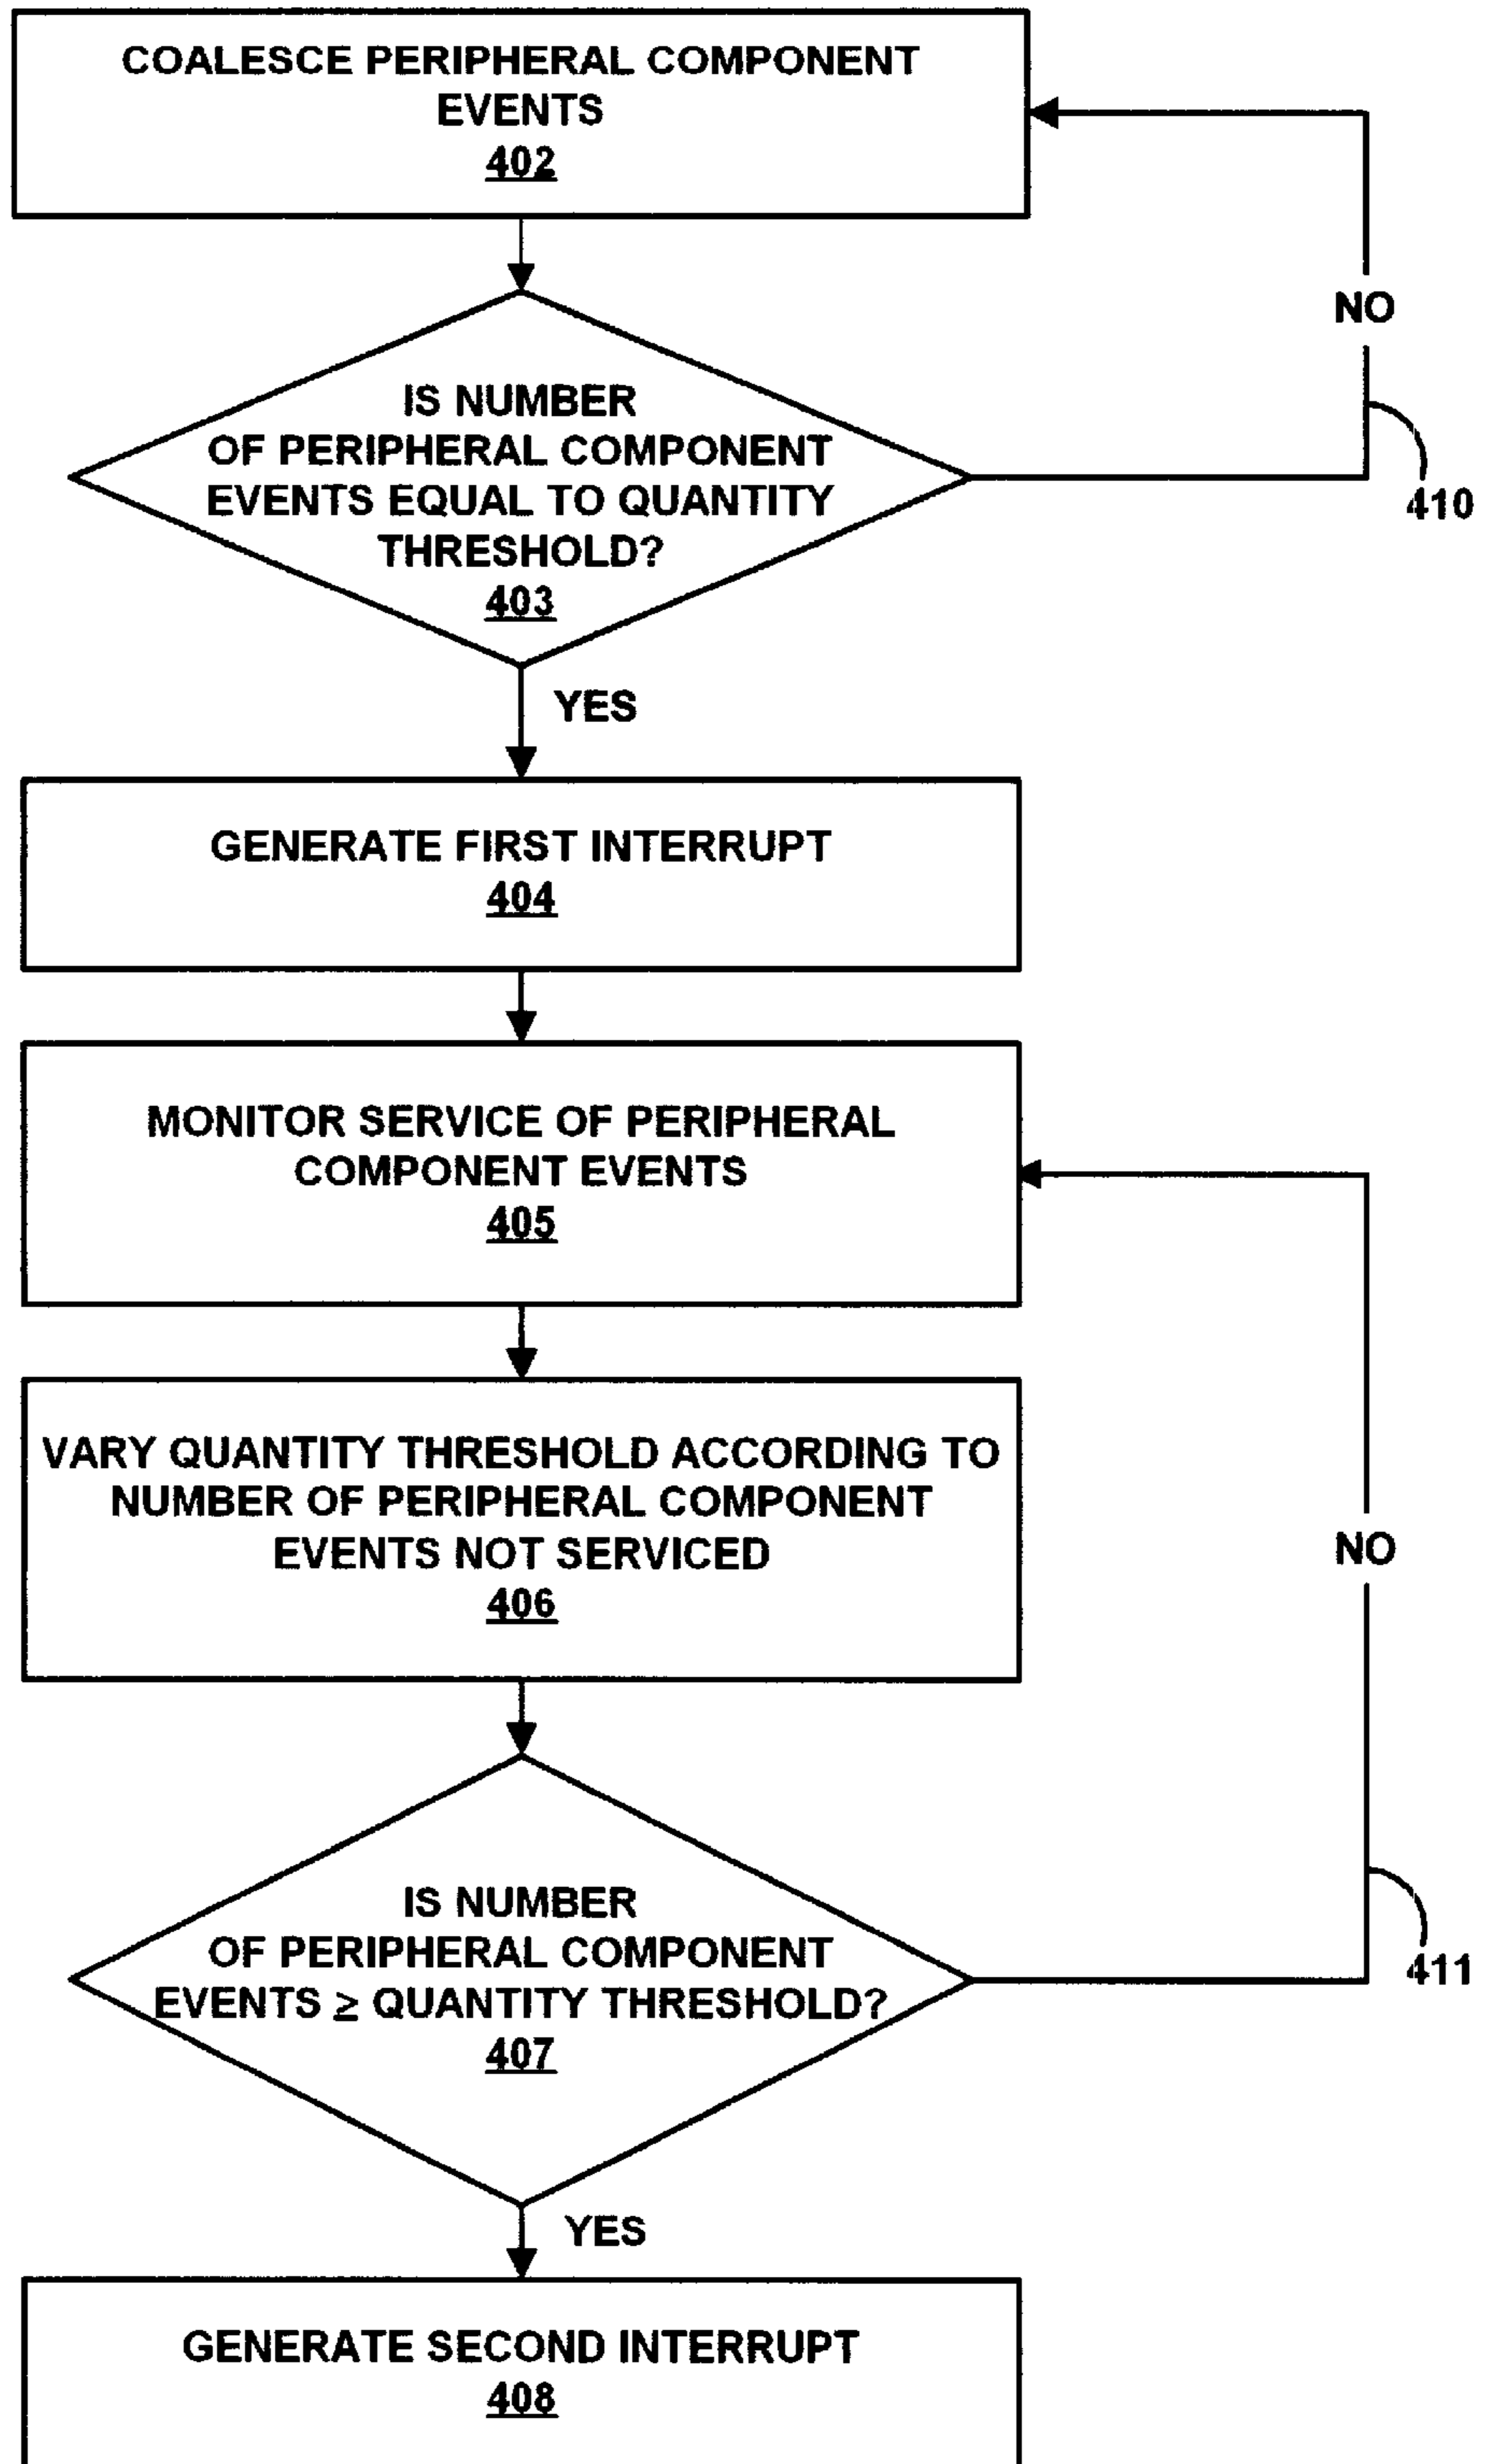 COALESCE PERIPHERAL COMPONENT
EVENTS
402
NO
IS NUMBER
OF PERIPHERAL COMPONENT
EVENTS EQUAL TO QUANTITY
THRESHOLD?
403
410
YES
GENERATE FIRST INTERRUPT
404
MONITOR SERVICE OF PERIPHERAL
COMPONENT EVENTS
405
VARY QUANTITY THRESHOLD ACCORDING TO
NUMBER OF PERIPHERAL COMPONENT
EVENTS NOT SERVICED
406
NO
IS NUMBER
OF PERIPHERAL COMPONENT
EVENTS ≥ QUANTITY THRESHOLD?
407
411
YES
GENERATE SECOND INTERRUPT
408